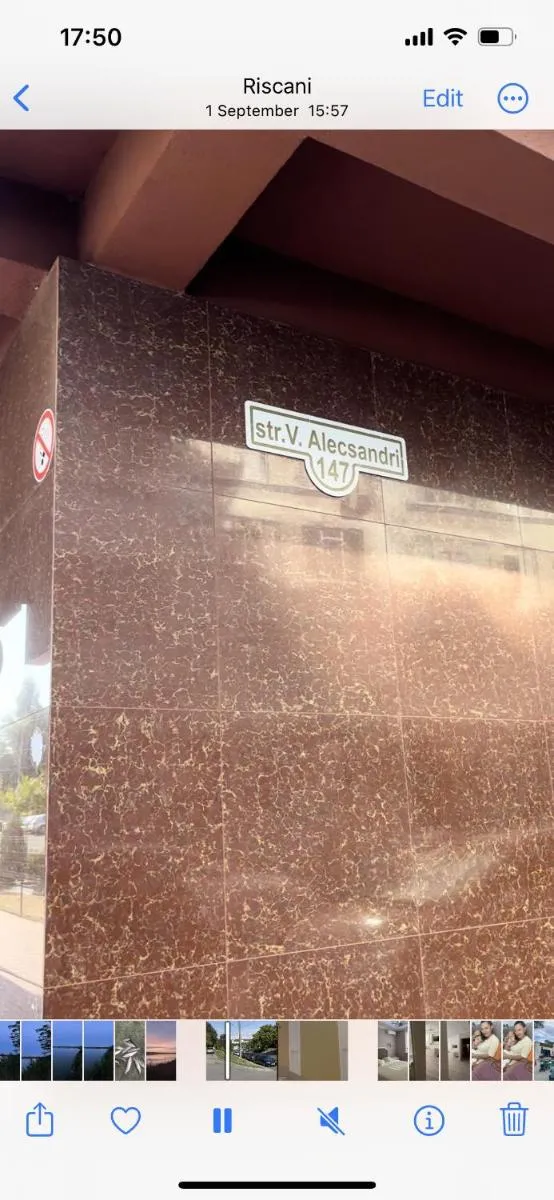 17:50
Riscani
1 September 15:57
Edit
str.V. Alecsandri
147